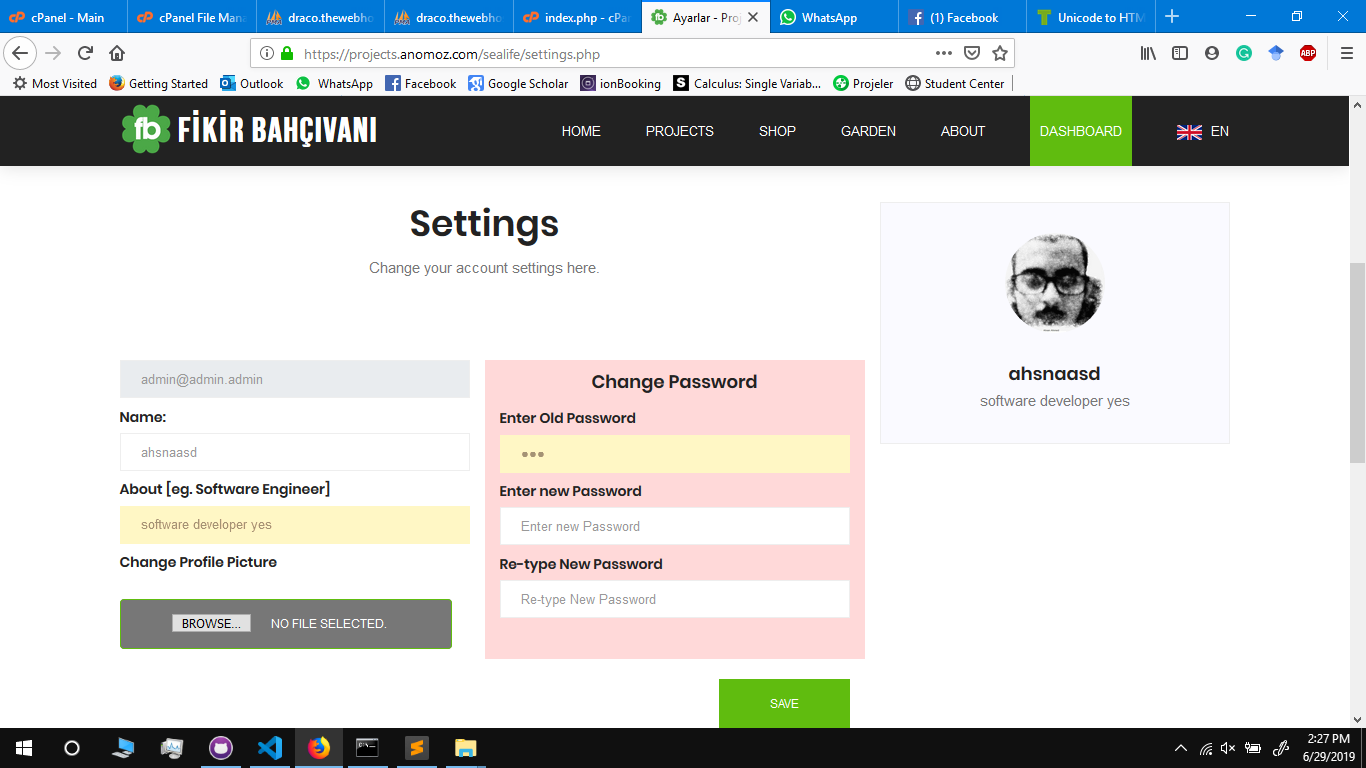 cPanel - Main
cPanel File Mana
draco.thewebho
draco.thewebho
index.php - cPa
Ayarlar - Proj
WhatsApp
(1) Facebook
Unicode to HTM
https://projects.anomoz.com/sealife/settings.php
ABP
Most Visited
Getting Started
Outlook
WhatsApp
Facebook
Google Scholar
ionBooking
Calculus: Single Variab...
Projeler
Student Center
fb FİKİR BAHÇIVANI
HOME
PROJECTS
SHOP
GARDEN
ABOUT
DASHBOARD
EN
Settings
Change your account settings here.
admin@admin.admin
Name:
ahsnaasd
About [eg. Software Engineer]
software developer yes
Change Profile Picture
BROWSE... NO FILE SELECTED.
Change Password
Enter Old Password
•••
Enter new Password
Enter new Password
Re-type New Password
Re-type New Password
SAVE
ahsnaasd
software developer yes
2:27 PM
6/29/2019